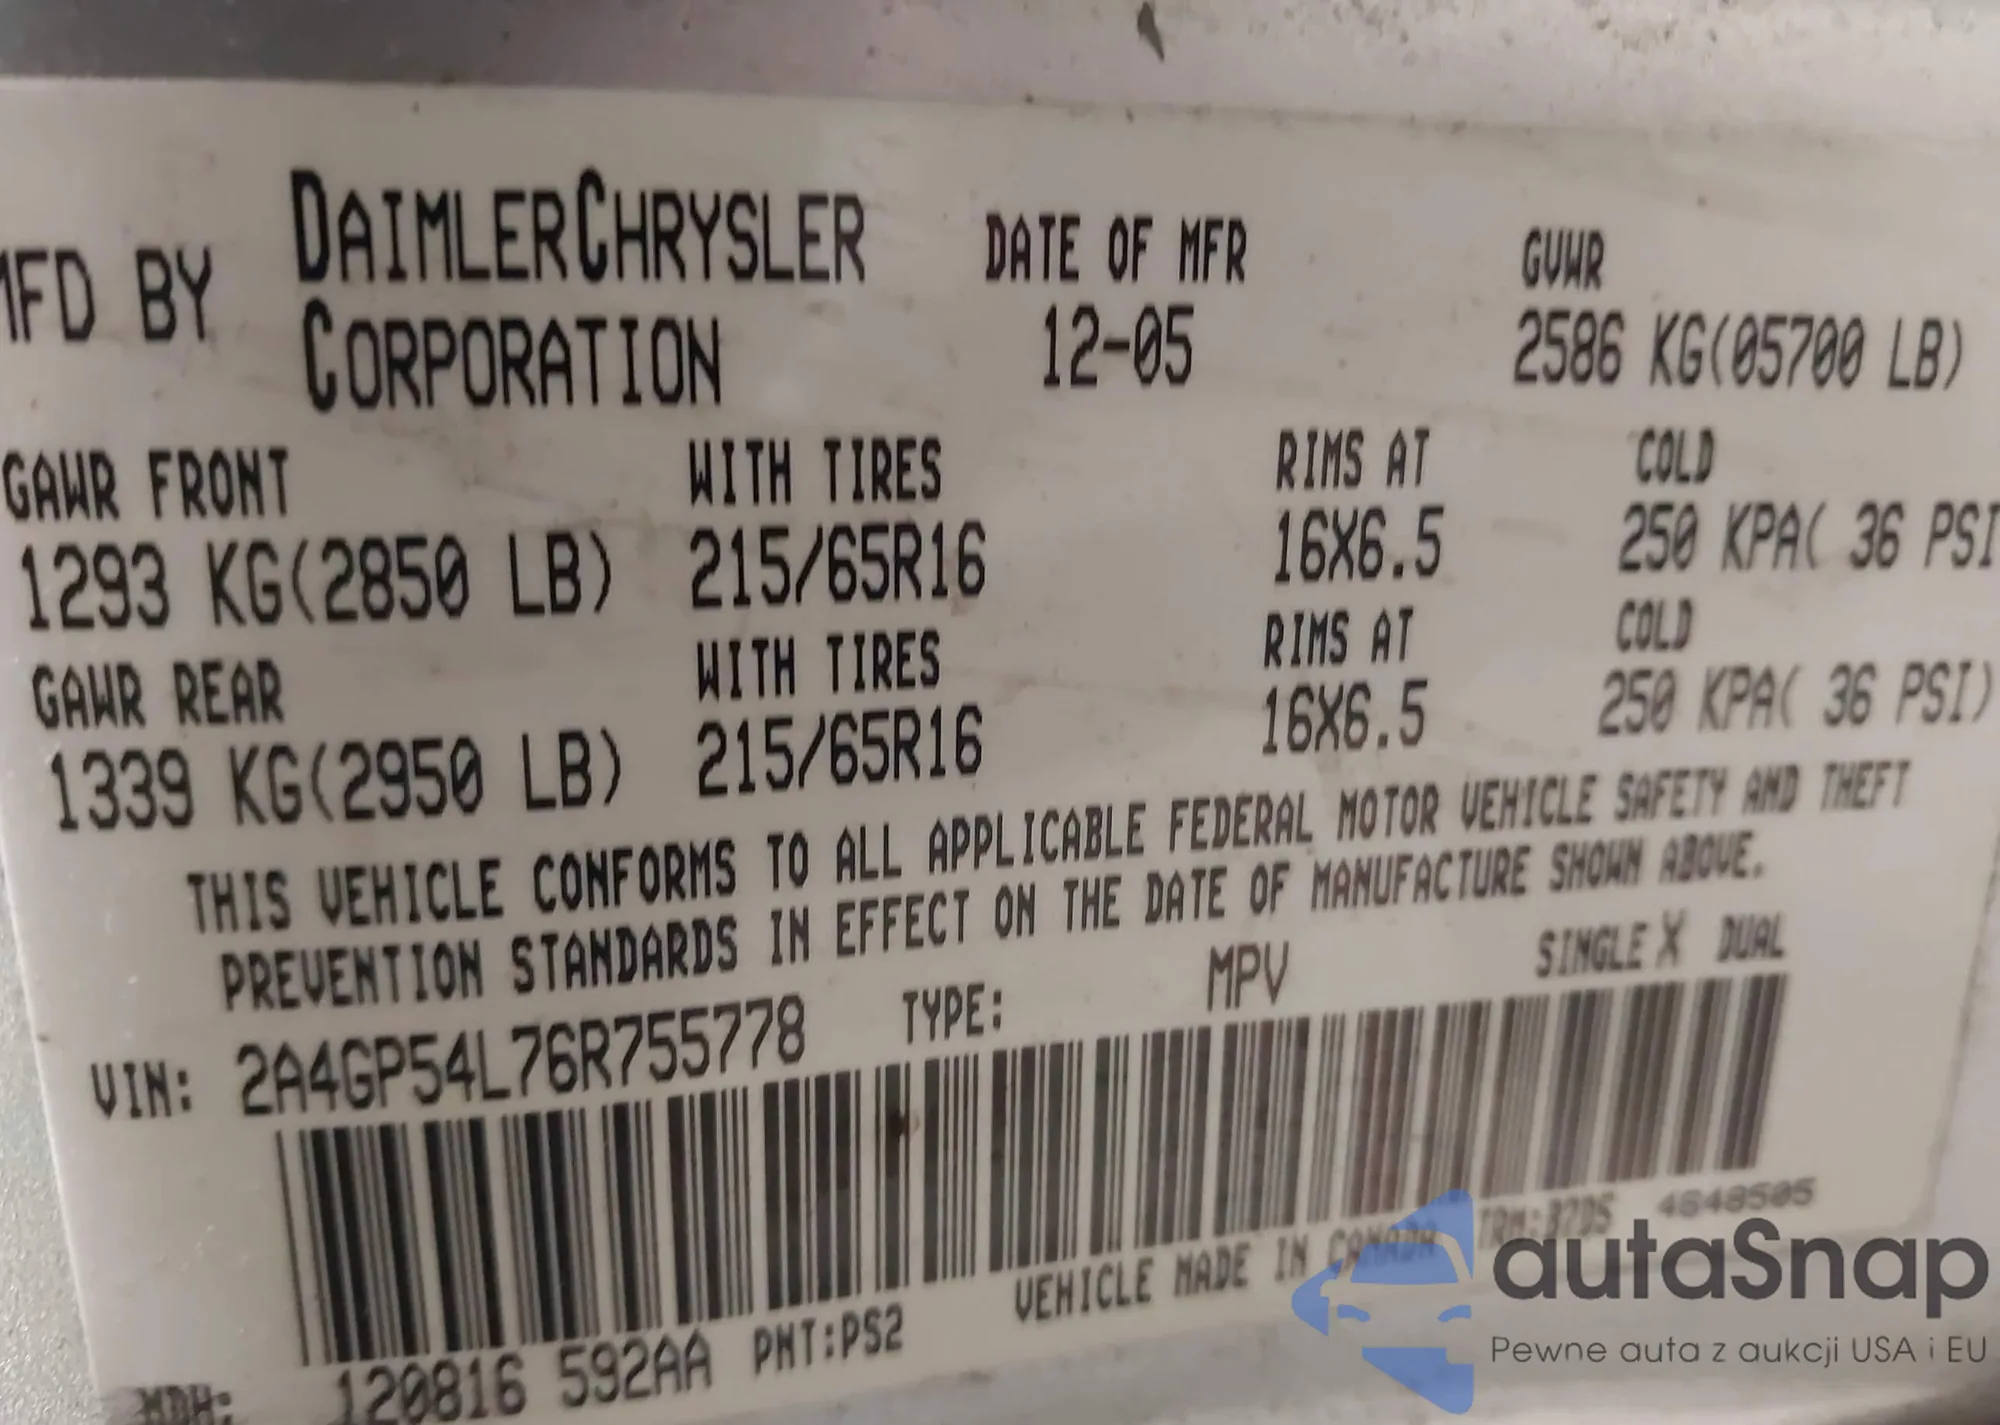 MFD BY DAIMLERCHRYSLER CORPORATION
DATE OF MFR
12-05
GVWR
2586 KG(05700 LB)
GAWR FRONT WITH TIRES RIMS AT COLD
1293 KG(2850 LB) 215/65R16 16X6.5 250 KPA( 36 PSI
GAWR REAR WITH TIRES RIMS AT COLD
1339 KG(2950 LB) 215/65R16 16X6.5 250 KPA( 36 PSI)
THIS VEHICLE CONFORMS TO ALL APPLICABLE FEDERAL MOTOR VEHICLE SAFETY AND THEFT
PREVENTION STANDARDS IN EFFECT ON THE DATE OF MANUFACTURE SHOWN ABOVE.
VIN: 2A4GP54L76R755778 TYPE: MPV SINGLE X DUAL
VEHICLE MADE IN CANADA TRM: 4648505
MDH: 120816 592AA PNT:PS2
autaSnap
Pewne auta z aukcji USA i EU